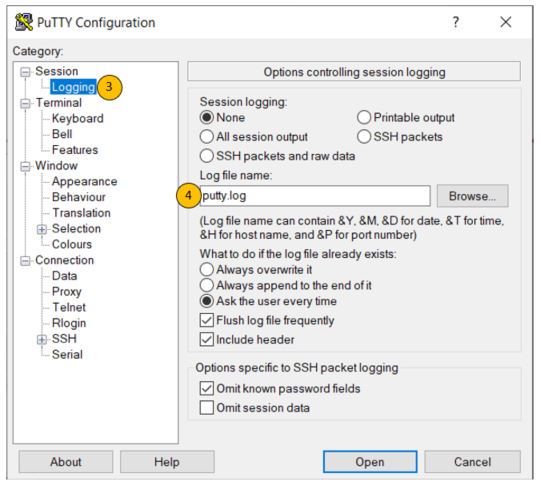 PuTTY Configuration
?
Category:
Session
Logging
3
Terminal
Keyboard
Bell
Features
Window
Appearance
Behaviour
Translation
Selection
Colours
Connection
Data
Proxy
Telnet
Rlogin
SSH
Serial
Options controlling session logging
Session logging:
None
Printable output
All session output
SSH packets
SSH packets and raw data
Log file name:
4
putty.log
Browse...
(Log file name can contain &Y, &M, &D for date, &T for time,
&H for host name, and &P for port number)
What to do if the log file already exists:
Always overwrite it
Always append to the end of it
Ask the user every time
Flush log file frequently
Include header
Options specific to SSH packet logging
Omit known password fields
Omit session data
About
Help
Open
Cancel